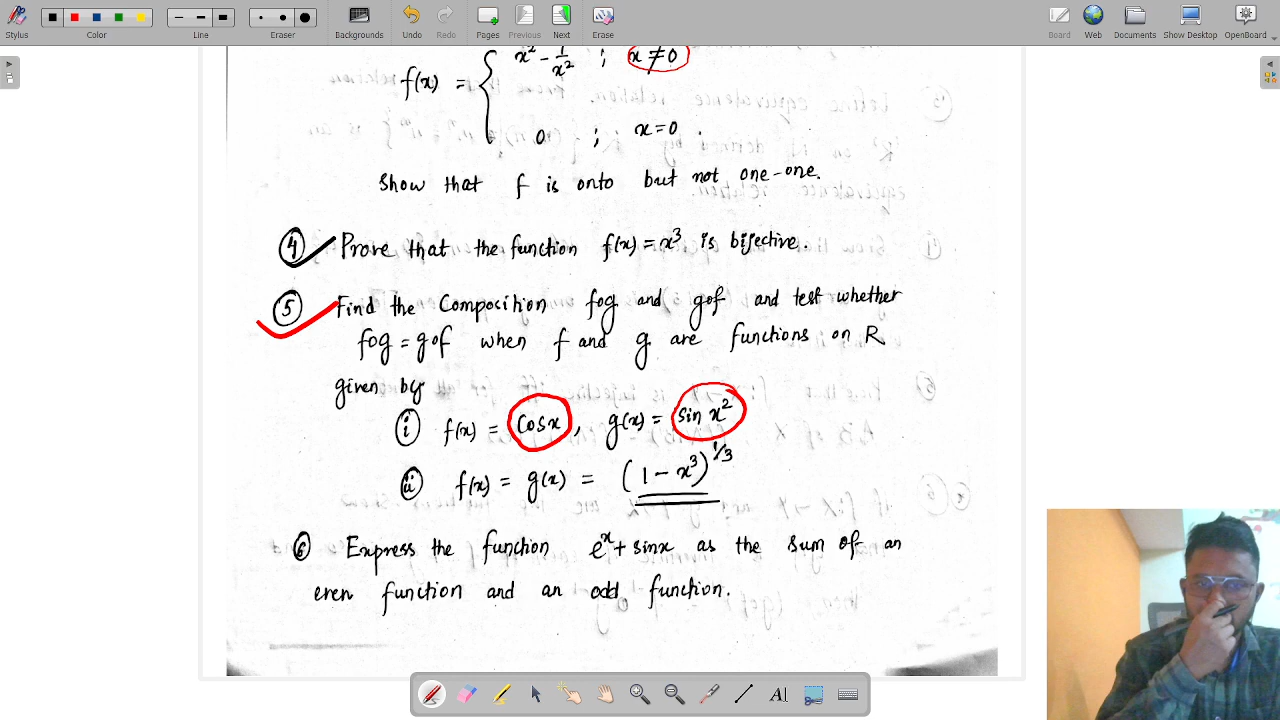 Stylus
Color
Line
Eraser
Backgrounds
Undo
Redo
Pages
Previous
Next
Erase
Board
Web
Documents
Show Desktop
OpenBoard
f(x) = { x² - 1/x² ; x ≠ 0
0 ; x = 0 .
Show that f is onto but not one-one.
④ Prove that the function f(x) = x³ is bijective.
⑤ Find the Composition fog and gof and test whether
fog = gof when f and g are functions on R
given by
ⓘ f(x) = Cosx, g(x) = Sin x²
ⓘⓘ f(x) = g(x) = (1 - x³)^1/3
⑥ Express the function eˣ + sinx as the sum of an
even function and an odd function.
AI